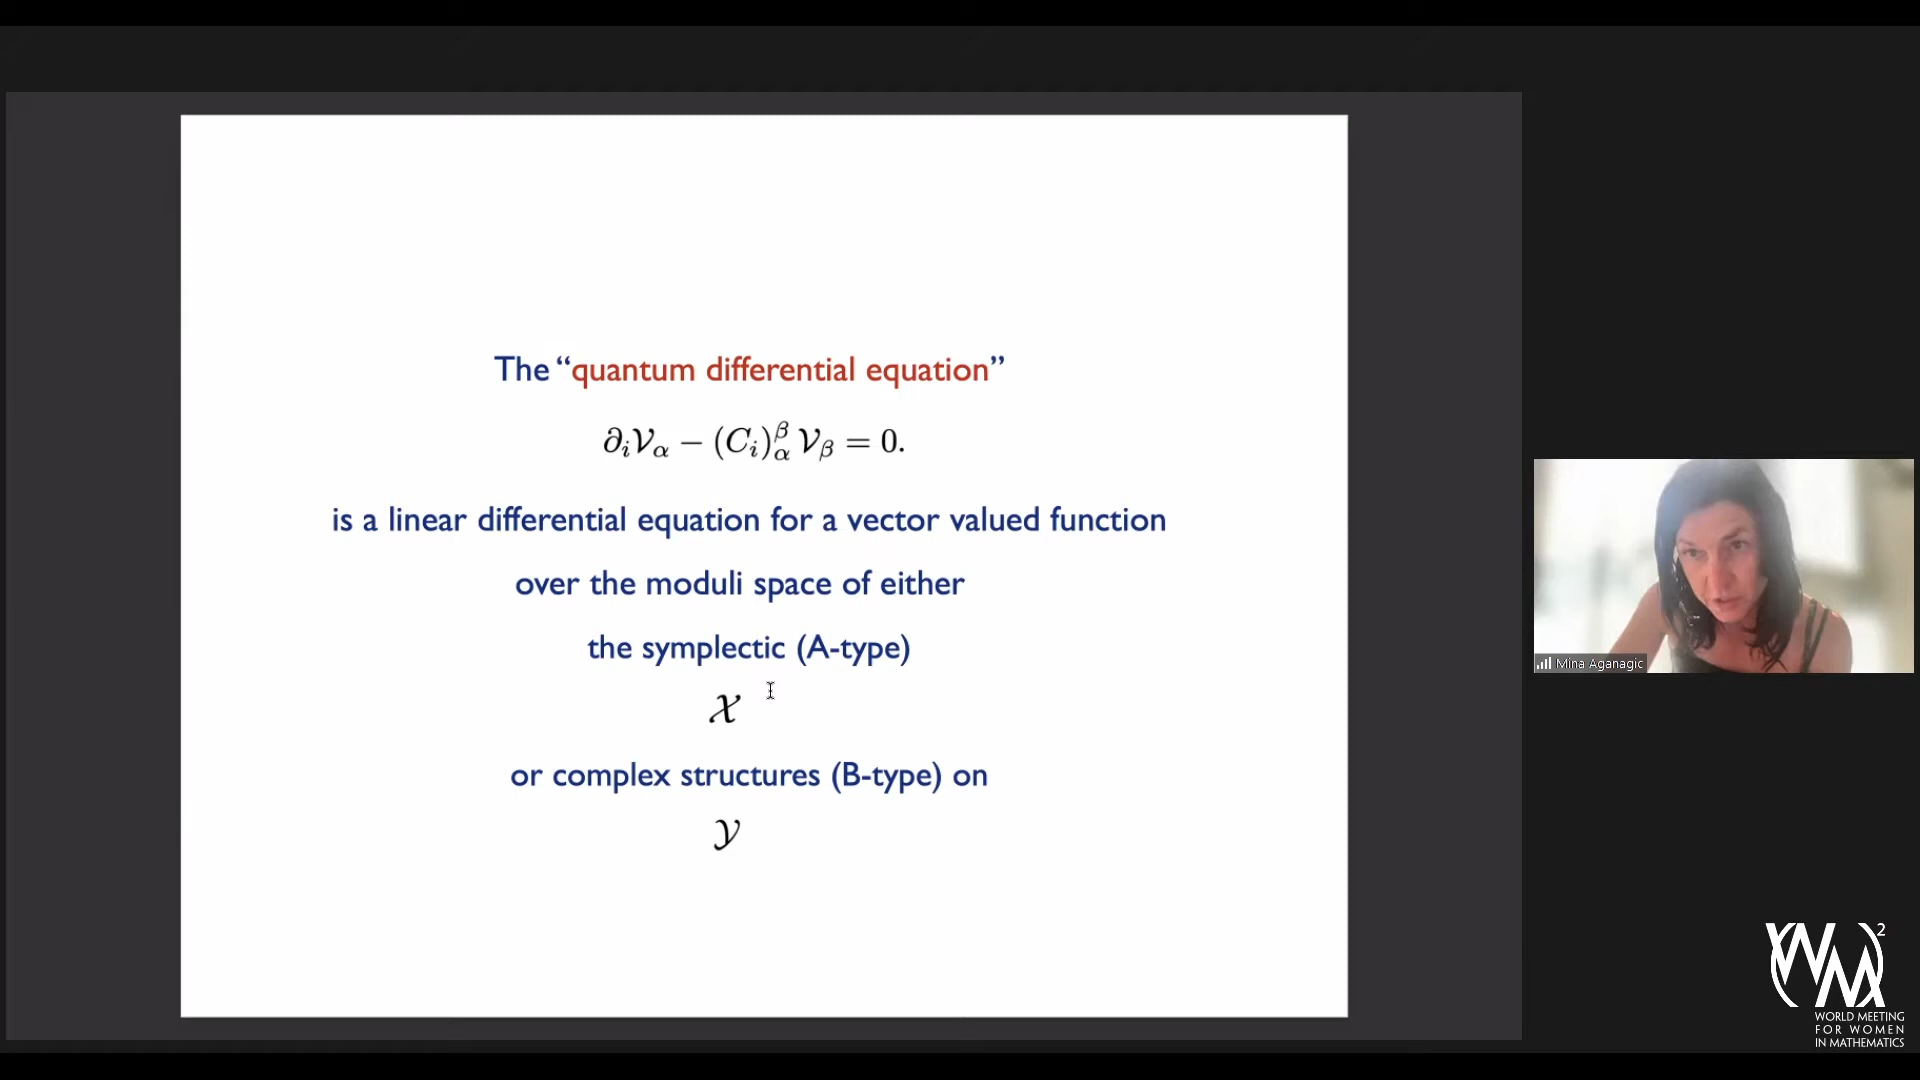 The “quantum differential equation”
∂ᵢ𝒱_α − (Cᵢ)_α^β 𝒱_β = 0.
is a linear differential equation for a vector valued function
over the moduli space of either
the symplectic (A-type)
𝒳
or complex structures (B-type) on
𝒴
Mina Aganagic
(WM)²
WORLD MEETING
FOR WOMEN
IN MATHEMATICS